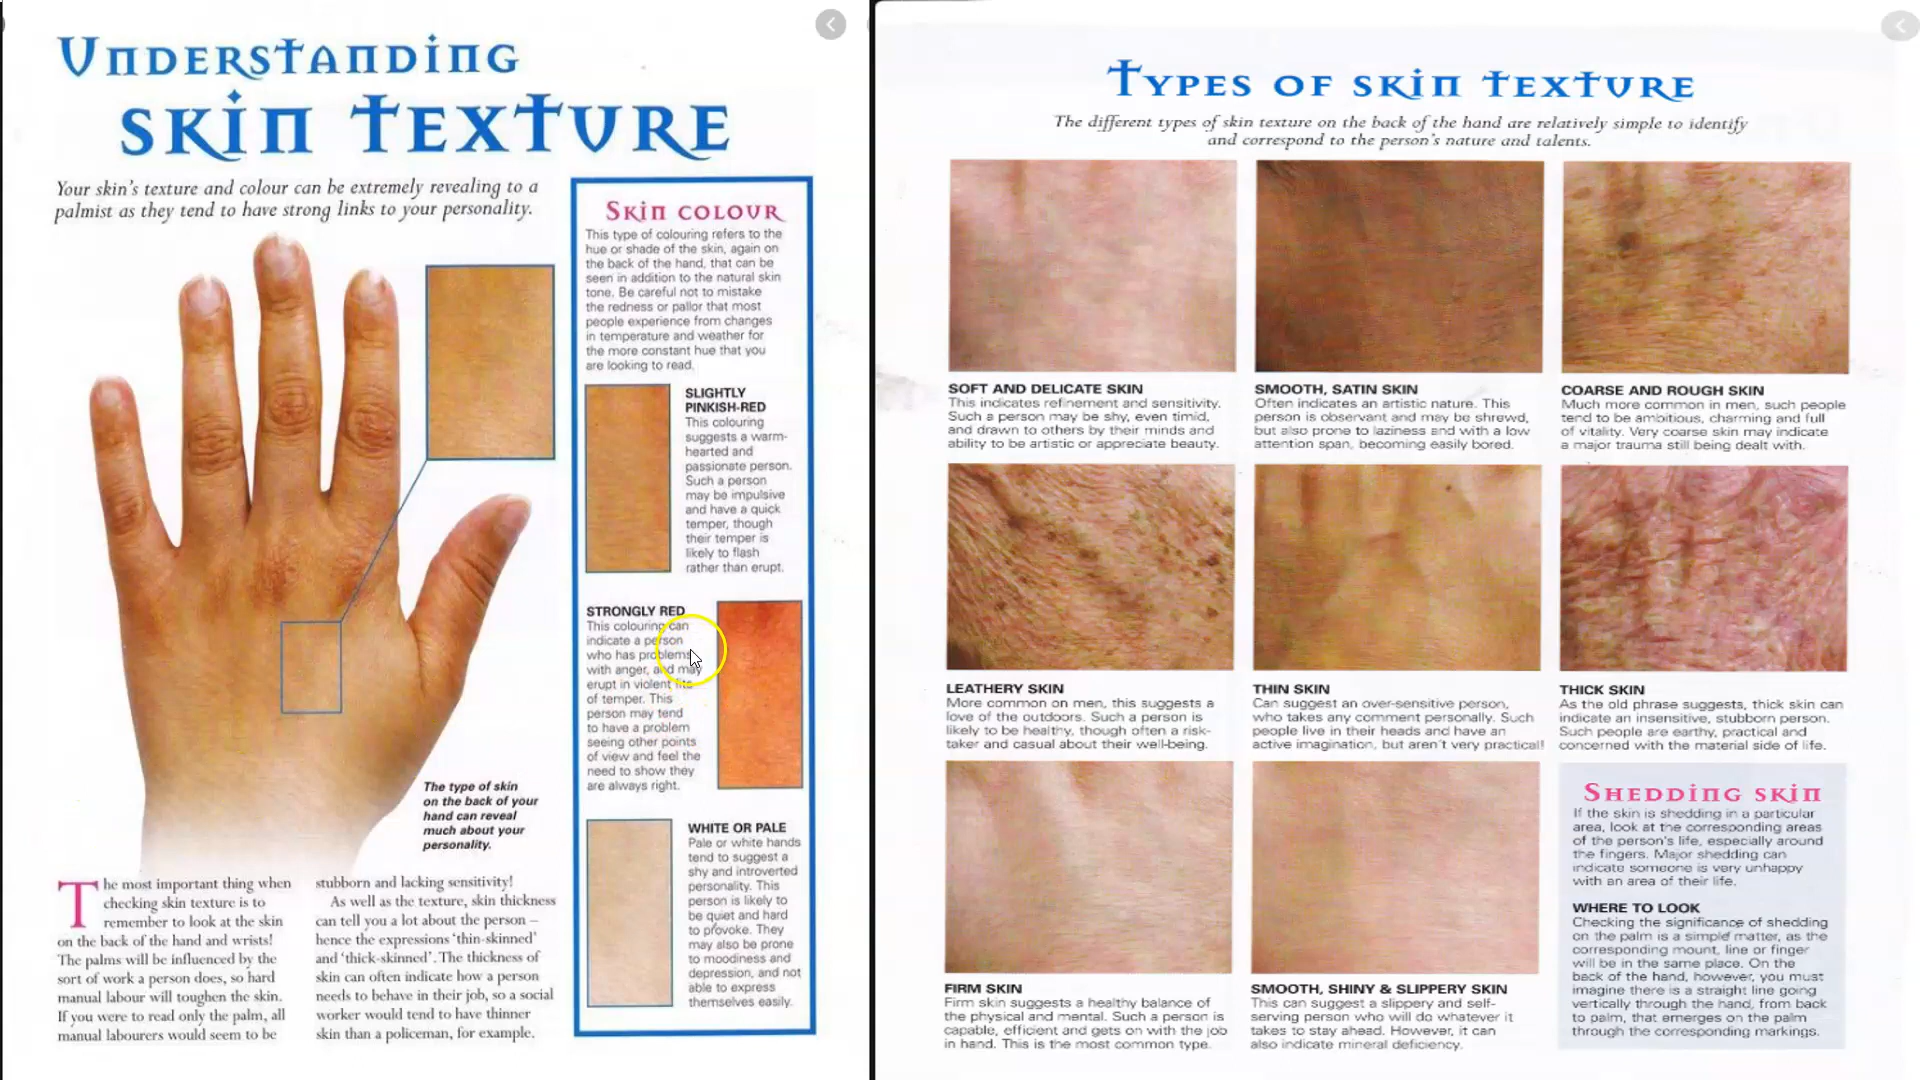 Understanding
skin texture
Your skin's texture and colour can be extremely revealing to a
palmist as they tend to have strong links to your personality.
The type of skin
on the back of your
hand can reveal
much about your
personality.
The most important thing when
checking skin texture is to
remember to look at the skin
on the back of the hand and wrists!
The palms will be influenced by the
sort of work a person does, so hard
manual labour will toughen the skin.
If you were to read only the palm, all
manual labourers would seem to be
stubborn and lacking sensitivity!
As well as the texture, skin thickness
can tell you a lot about the person –
hence the expressions 'thin-skinned'
and 'thick-skinned'. The thickness of
skin can often indicate how a person
needs to behave in their job, so a social
worker would tend to have thinner
skin than a policeman, for example.
Skin colour
This type of colouring refers to the
hue or shade of the skin, again on
the back of the hand, that can be
seen in addition to the natural skin
tone. Be careful not to mistake
the redness or pallor that most
people experience from changes
in temperature and weather for
the more constant hue that you
are looking to read.
SLIGHTLY
PINKISH-RED
This colouring
suggests a warm-
hearted and
passionate person.
Such a person
may be impulsive
and have a quick
temper, though
their temper is
likely to flash
rather than erupt.
STRONGLY RED
This colouring can
indicate a person
who has problems
with anger, and may
erupt in violent fits
of temper. This
person may tend
to have a problem
seeing other points
of view and feel the
need to show they
are always right.
WHITE OR PALE
Pale or white hands
tend to suggest a
shy and introverted
personality. This
person is likely to
be quiet and hard
to provoke. They
may also be prone
to moodiness and
depression, and not
able to express
themselves easily.
Types of skin texture
The different types of skin texture on the back of the hand are relatively simple to identify
and correspond to the person's nature and talents.
SOFT AND DELICATE SKIN
This indicates refinement and sensitivity.
Such a person may be shy, even timid,
and drawn to others by their minds and
ability to be artistic or appreciate beauty.
SMOOTH, SATIN SKIN
Often indicates an artistic nature. This
person is observant and may be shrewd,
but also prone to laziness and with a low
attention span, becoming easily bored.
COARSE AND ROUGH SKIN
Much more common in men, such people
tend to be ambitious, charming and full
of vitality. Very coarse skin may indicate
a major trauma still being dealt with.
LEATHERY SKIN
More common on men, this suggests a
love of the outdoors. Such a person is
likely to be healthy, though often a risk-
taker and casual about their well-being.
THIN SKIN
Can suggest an over-sensitive person,
who takes any comment personally. Such
people live in their heads and have an
active imagination, but aren't very practical!
THICK SKIN
As the old phrase suggests, thick skin can
indicate an insensitive, stubborn person.
Such people are earthy, practical and
concerned with the material side of life.
FIRM SKIN
Firm skin suggests a healthy balance of
the physical and mental. Such a person is
capable, efficient and gets on with the job
in hand. This is the most common type.
SMOOTH, SHINY & SLIPPERY SKIN
This can suggest a slippery and self-
serving person who will do whatever it
takes to stay ahead. However, it can
also indicate mineral deficiency.
Shedding skin
If the skin is shedding in a particular
area, look at the corresponding areas
of the person's life, especially around
the fingers. Major shedding can
indicate someone is very unhappy
with an area of their life.
WHERE TO LOOK
Checking the significance of shedding
on the palm is a simple matter, as the
corresponding mount, line or finger
will be in the same place. On the
back of the hand, however, you must
imagine there is a straight line going
vertically through the hand, from back
to palm, that emerges on the palm
through the corresponding markings.